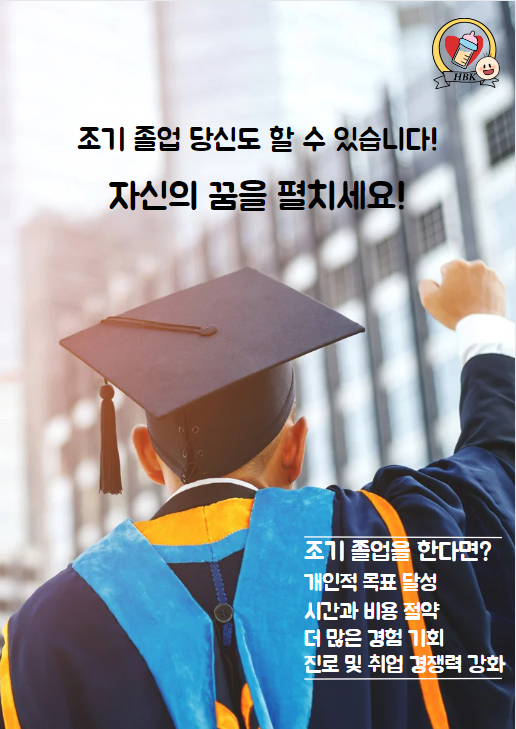 HBK
조기 졸업 당신도 할 수 있습니다!
자신의 꿈을 펼치세요!
조기 졸업을 한다면?
개인적 목표 달성
시간과 비용 절약
더 많은 경험 기회
진로 및 취업 경쟁력 강화